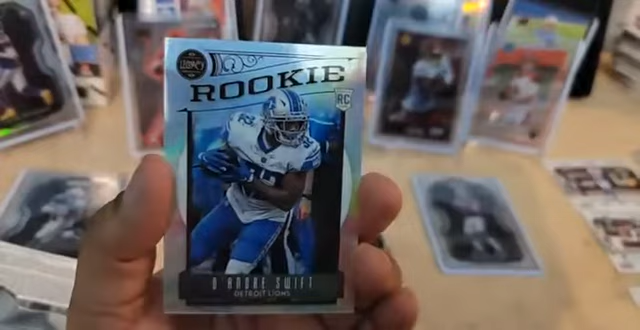 LEGACY
ROOKIE
RC
D'ANDRE SWIFT
DETROIT LIONS